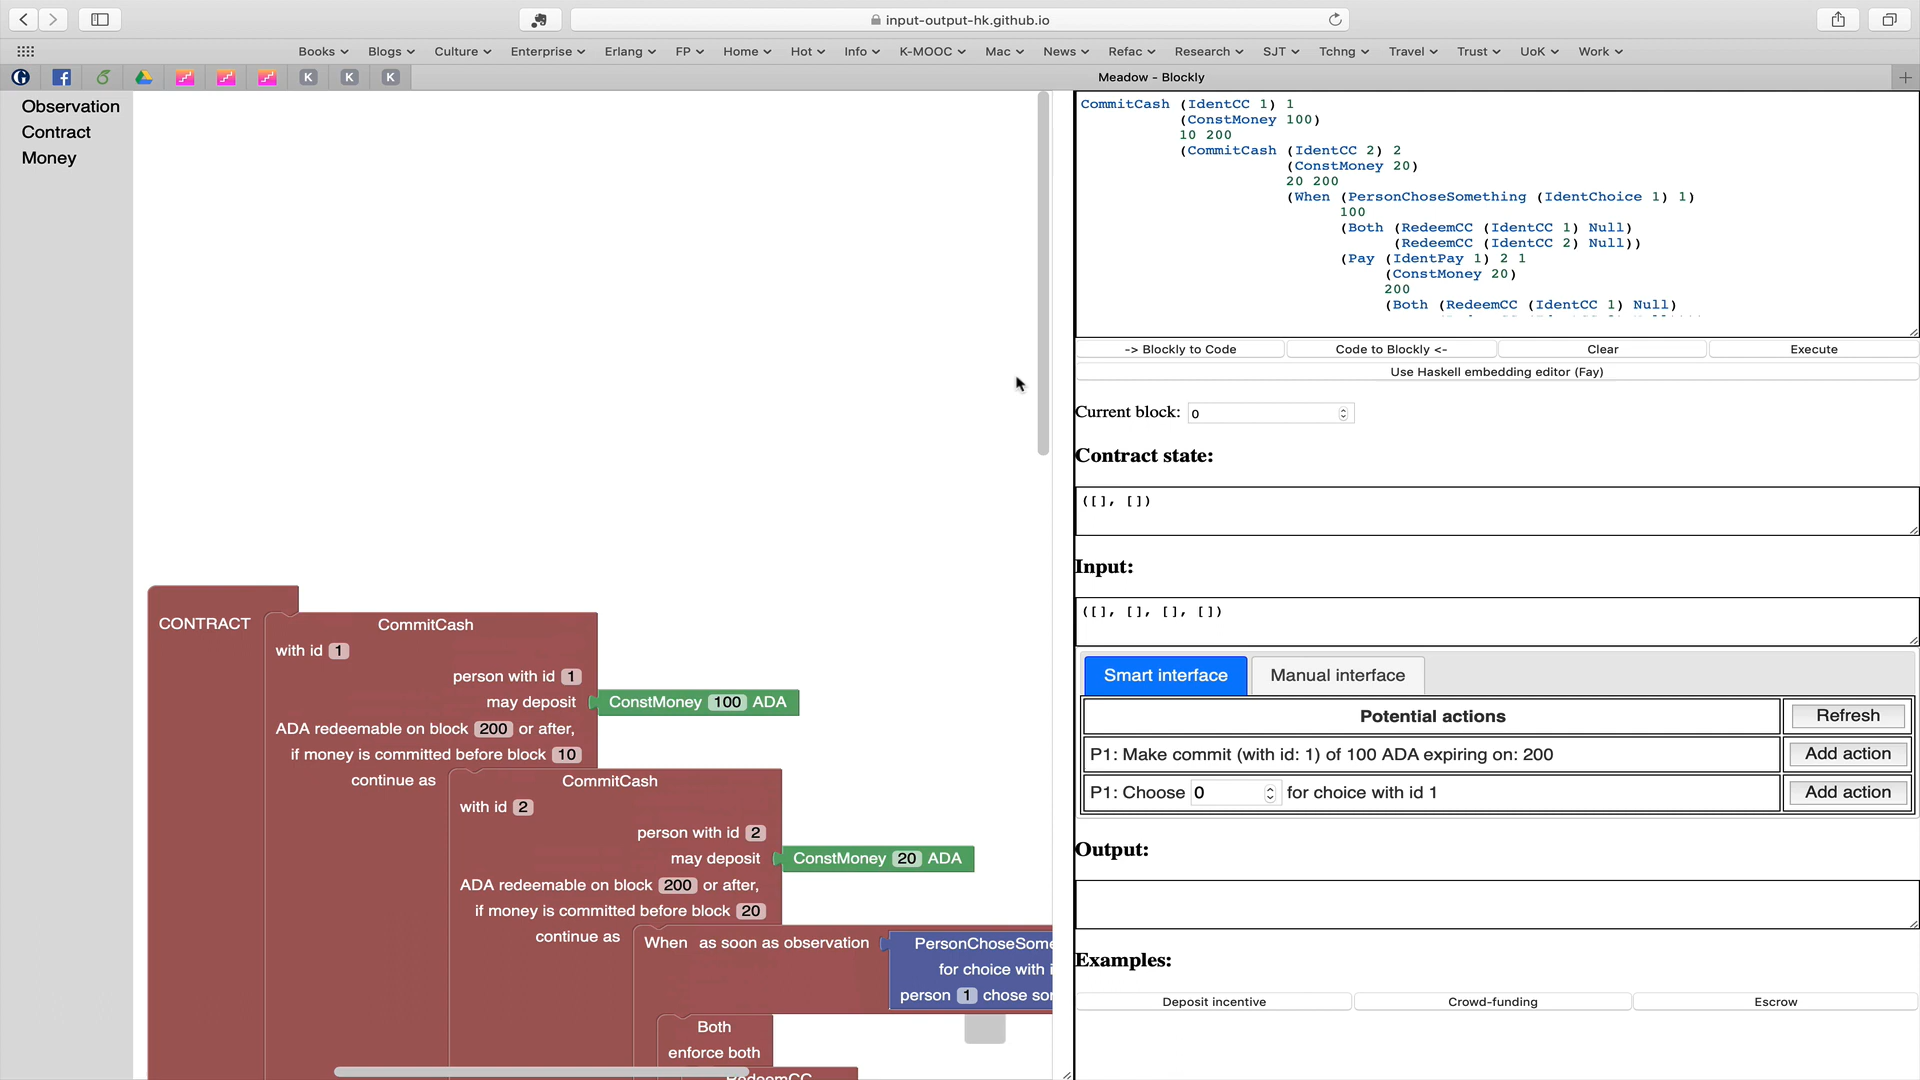 input-output-hk.github.io
Books Blogs Culture Enterprise Erlang FP Home Hot Info K-MOOC Mac News Refac Research SJT Tchng Travel Trust UoK Work
K K K Meadow - Blockly
Observation
Contract
Money
CONTRACT
CommitCash
with id 1
person with id 1
may deposit ConstMoney 100 ADA
ADA redeemable on block 200 or after,
if money is committed before block 10
continue as
CommitCash
with id 2
person with id 2
may deposit ConstMoney 20 ADA
ADA redeemable on block 200 or after,
if money is committed before block 20
continue as
When as soon as observation
PersonChoseSome
for choice with i
person 1 chose so
Both
enforce both
RedeemCC
CommitCash (IdentCC 1) 1
(ConstMoney 100)
10 200
(CommitCash (IdentCC 2) 2
(ConstMoney 20)
20 200
(When (PersonChoseSomething (IdentChoice 1) 1)
100
(Both (RedeemCC (IdentCC 1) Null)
(RedeemCC (IdentCC 2) Null))
(Pay (IdentPay 1) 2 1
(ConstMoney 20)
200
(Both (RedeemCC (IdentCC 1) Null)
-> Blockly to Code Code to Blockly <- Clear Execute
Use Haskell embedding editor (Fay)
Current block: 0
Contract state:
([], [])
Input:
([], [], [], [])
Smart interface Manual interface
Potential actions Refresh
P1: Make commit (with id: 1) of 100 ADA expiring on: 200 Add action
P1: Choose 0 for choice with id 1 Add action
Output:
Examples:
Deposit incentive Crowd-funding Escrow